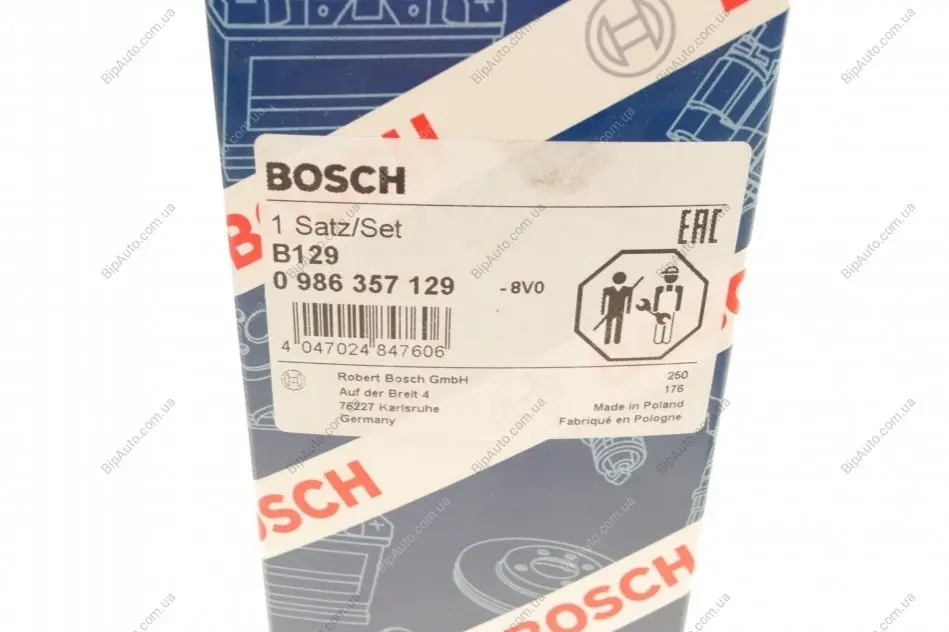 BOSCH
1 Satz/Set
B129
0 986 357 129 - 8V0
EAC
4 047024 847606
Robert Bosch GmbH
Auf der Breit 4
76227 Karlsruhe
Germany
250
176
Made in Poland
Fabriqué en Pologne
BOSCH
BOSCH
BipAuto.com.ua